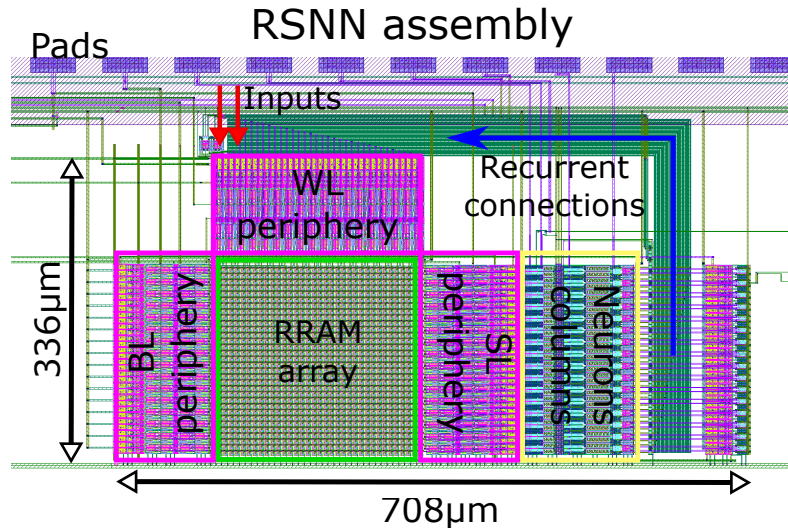 RSNN assembly
Pads
Inputs
Recurrent
connections
WL
periphery
336µm
BL
periphery
RRAM
array
SL
periphery
Neurons
columns
708µm